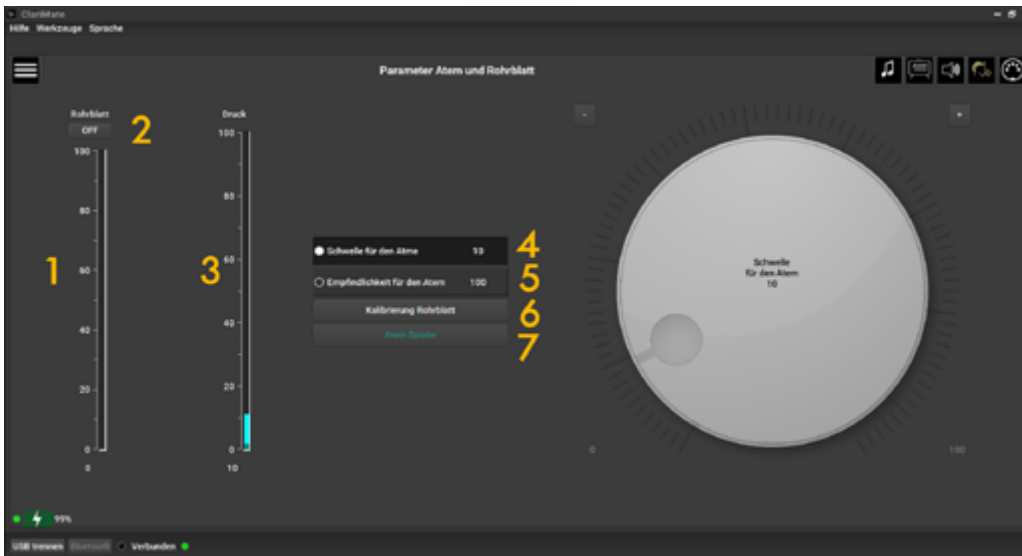 ClariMate
Hilfe Werkzeuge Sprache
Parameter Atem und Rohrblatt
Rohrblatt
OFF
2
100
80
1
60
40
20
0
0
Druck
100
80
3
60
40
20
0
10
Schwelle für den Atme 10
4
Empfindlichkeit für den Atem 100
5
Kalibrierung Rohrblatt
6
Atem Spieler
7
- +
Schwelle
für den Atem
10
0 100
99%
USB trennen Bluetooth Verbunden